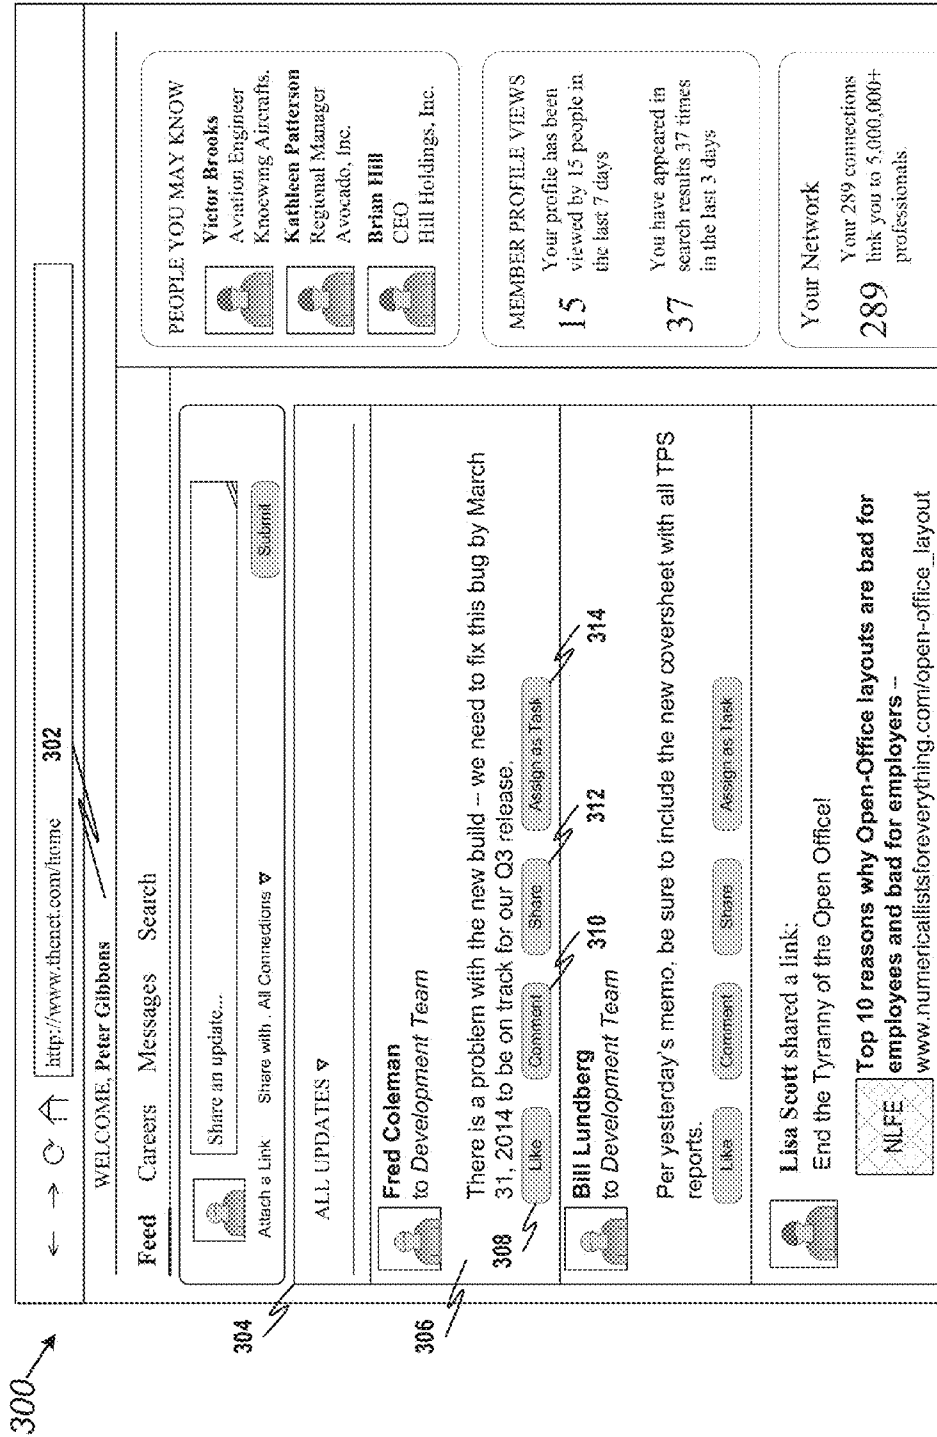 300
http://www.thenet.com/home
302
WELCOME, Peter Gibbons
Feed Careers Messages Search
304
Share an update...
Attach a Link Share with: All Connections ▿
Submit
ALL UPDATES ▿
306
Fred Coleman
to Development Team
There is a problem with the new build – we need to fix this bug by March
31, 2014 to be on track for our Q3 release.
308
Like Comment Share Assign as Task
310
312
314
Bill Lundberg
to Development Team
Per yesterday's memo, be sure to include the new coversheet with all TPS
reports.
Like Comment Share Assign as Task
Lisa Scott shared a link:
End the Tyranny of the Open Office!
NLFE
Top 10 reasons why Open-Office layouts are bad for
employees and bad for employers –
www.numericallistsforeverything.com/open-office_layout
PEOPLE YOU MAY KNOW
Victor Brooks
Aviation Engineer
Knoewing Aircrafts.
Kathleen Patterson
Regional Manager
Avocado, Inc.
Brian Hill
CEO
Hill Holdings, Inc.
MEMBER PROFILE VIEWS
15
Your profile has been
viewed by 15 people in
the last 7 days
37
You have appeared in
search results 37 times
in the last 3 days
Your Network
289
Your 289 connections
link you to 5,000,000+
professionals.